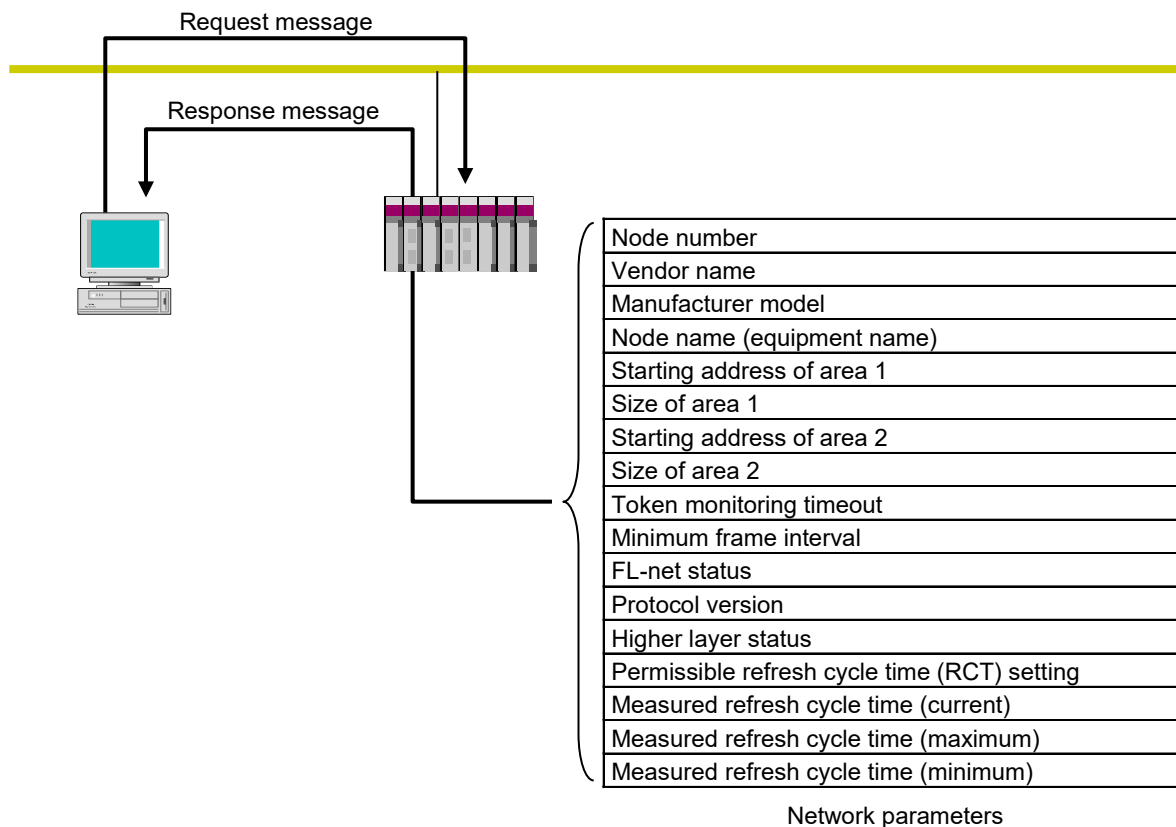 Request message
Response message
Node number
Vendor name
Manufacturer model
Node name (equipment name)
Starting address of area 1
Size of area 1
Starting address of area 2
Size of area 2
Token monitoring timeout
Minimum frame interval
FL-net status
Protocol version
Higher layer status
Permissible refresh cycle time (RCT) setting
Measured refresh cycle time (current)
Measured refresh cycle time (maximum)
Measured refresh cycle time (minimum)
Network parameters